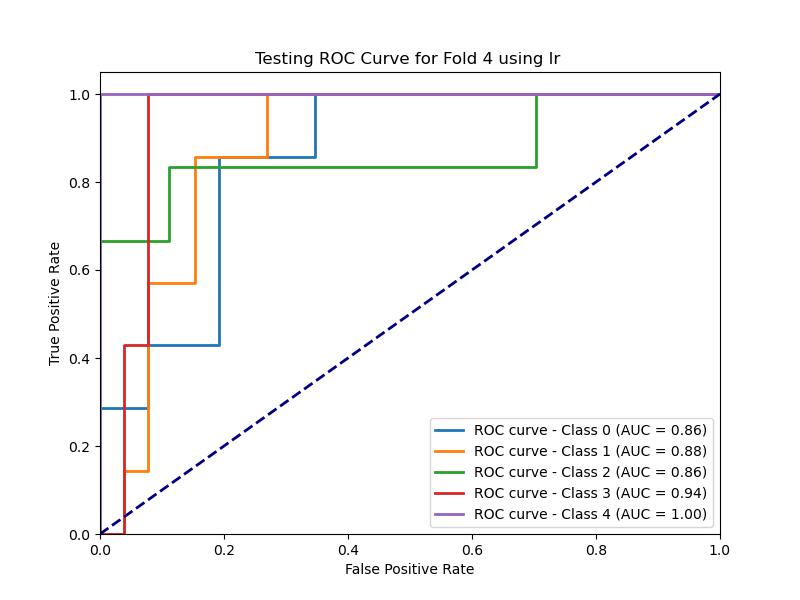 Testing ROC Curve for Fold 4 using lr
True Positive Rate
1.0
0.8
0.6
0.4
0.2
0.0
ROC curve - Class 0 (AUC = 0.86)
ROC curve - Class 1 (AUC = 0.88)
ROC curve - Class 2 (AUC = 0.86)
ROC curve - Class 3 (AUC = 0.94)
ROC curve - Class 4 (AUC = 1.00)
0.0 0.2 0.4 0.6 0.8 1.0
False Positive Rate